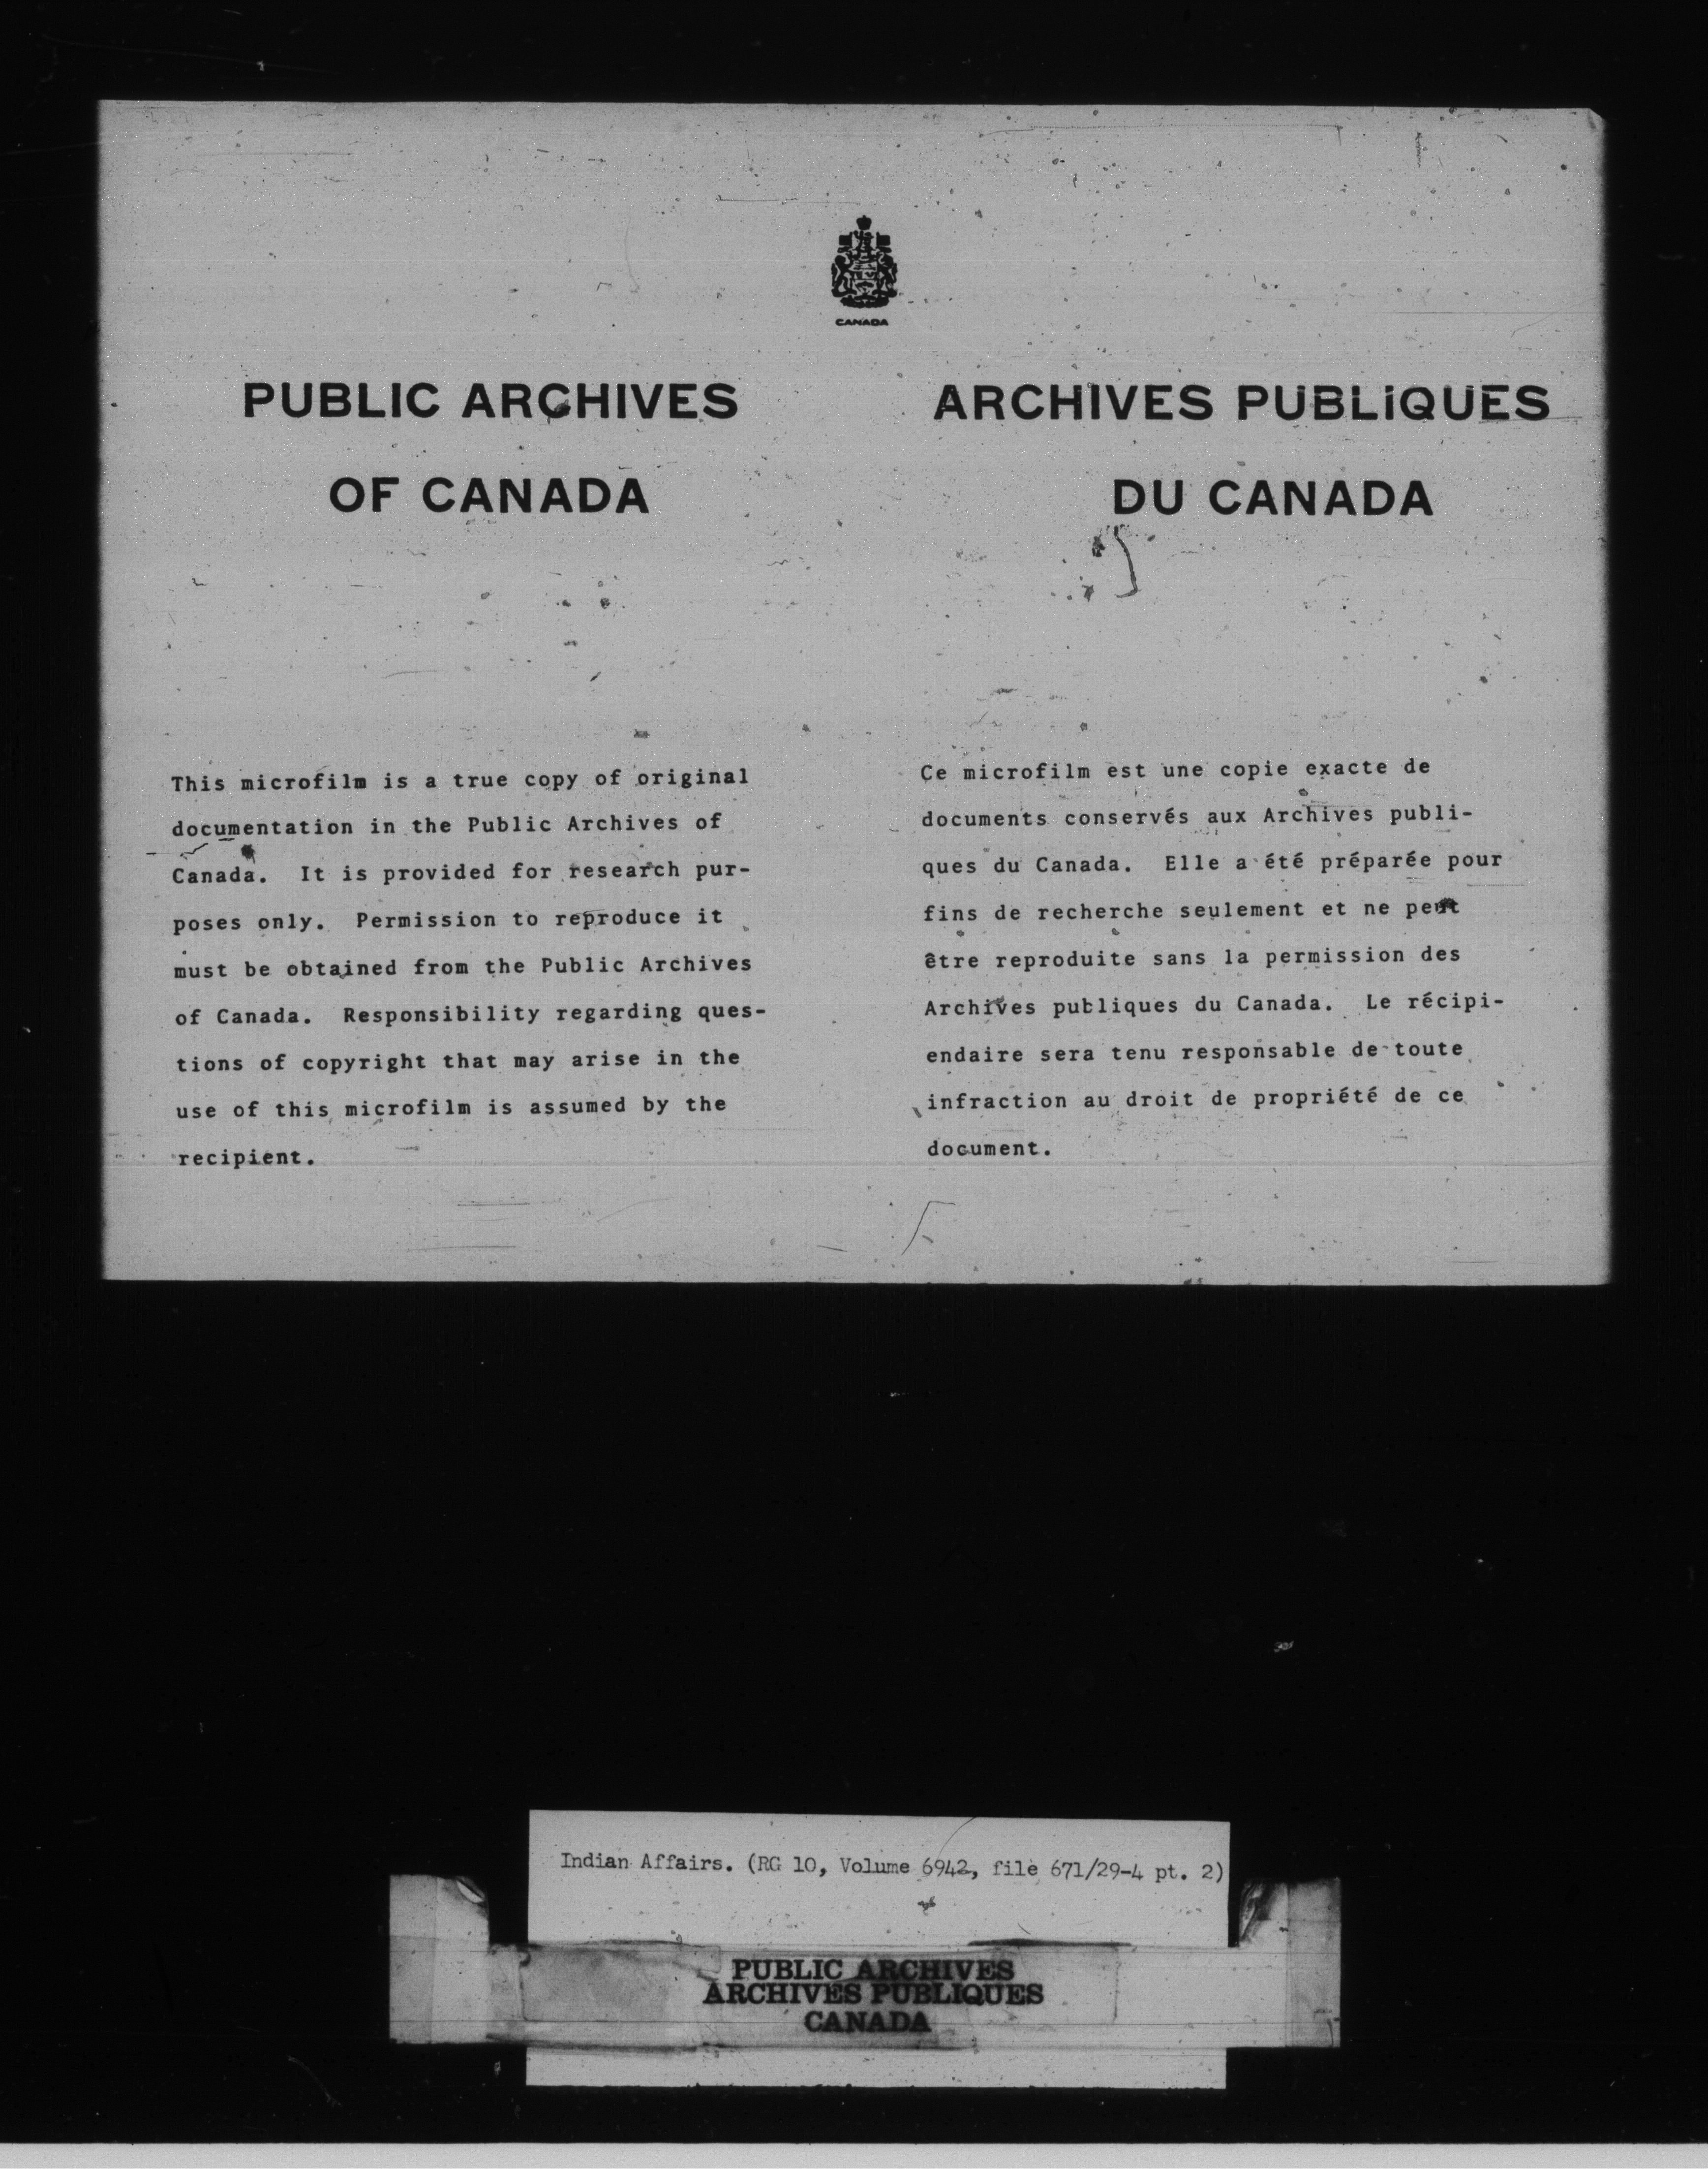 CANADA
PUBLIC ARCHIVES
OF CANADA
This microfilm is a true copy of original
documentation in the Public Archives of
Canada. It is provided for research pur-
poses only. Permission to reproduce it
must be obtained from the Public Archives
of Canada. Responsibility regarding ques-
tions of copyright that may arise in the
use of this microfilm is assumed by the
recipient.
ARCHIVES PUBLIQUES
DU CANADA
Ce microfilm est une copie exacte de
documents conservés aux Archives publi-
ques du Canada. Elle a été préparée pour
fins de recherche seulement et ne peut
être reproduite sans la permission des
Archives publiques du Canada. Le récipi-
endaire sera tenu responsable de toute
infraction au droit de propriété de ce
document.
Indian Affairs. (RG 10, Volume 6942, file 671/29-4 pt. 2)
PUBLIC ARCHIVES
ARCHIVES PUBLIQUES
CANADA